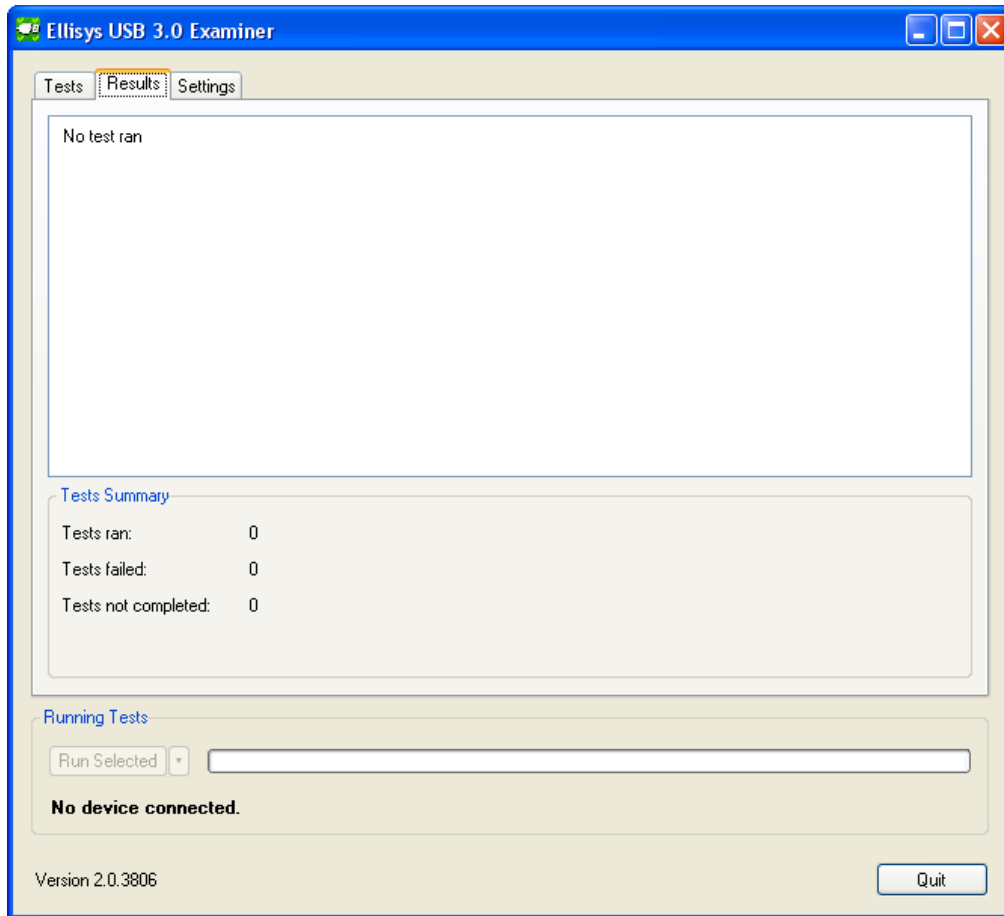 Ellisys USB 3.0 Examiner
Tests Results Settings
No test ran
Tests Summary
Tests ran: 0
Tests failed: 0
Tests not completed: 0
Running Tests
Run Selected
No device connected.
Version 2.0.3806 Quit